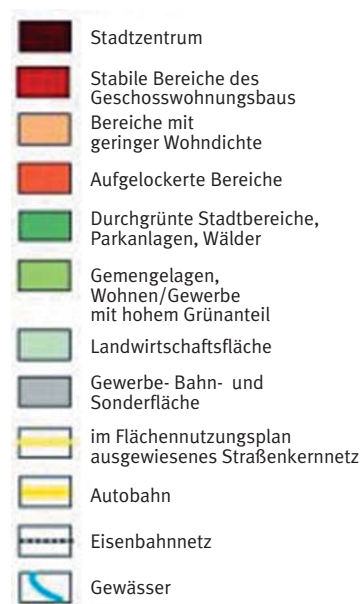 Stadtzentrum
Stabile Bereiche des
Geschosswohnungsbaus
Bereiche mit
geringer Wohndichte
Aufgelockerte Bereiche
Durchgrünte Stadtbereiche,
Parkanlagen, Wälder
Gemengelagen,
Wohnen/Gewerbe
mit hohem Grünanteil
Landwirtschaftsfläche
Gewerbe- Bahn- und
Sonderfläche
im Flächennutzungsplan
ausgewiesenes Straßenkernnetz
Autobahn
Eisenbahnnetz
Gewässer